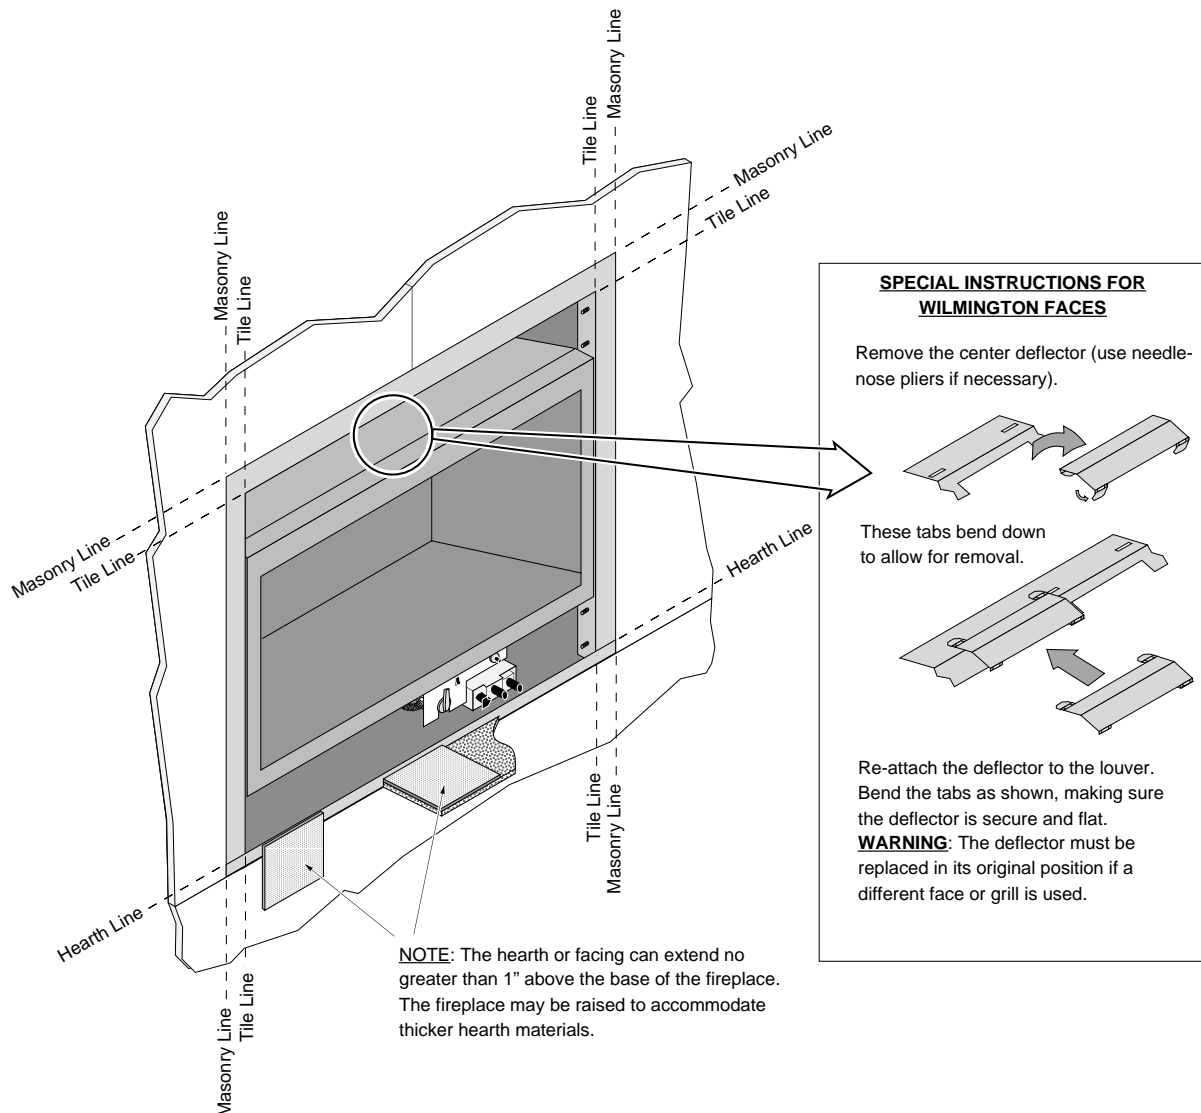 Masonry Line
Tile Line
Masonry Line
Tile Line
Masonry Line
Tile Line
Masonry Line
Tile Line
Hearth Line
Hearth Line
Tile Line
Masonry Line
Masonry Line
Tile Line
NOTE: The hearth or facing can extend no
greater than 1” above the base of the fireplace.
The fireplace may be raised to accommodate
thicker hearth materials.
SPECIAL INSTRUCTIONS FOR
WILMINGTON FACES
Remove the center deflector (use needle-
nose pliers if necessary).
These tabs bend down
to allow for removal.
Re-attach the deflector to the louver.
Bend the tabs as shown, making sure
the deflector is secure and flat.
WARNING: The deflector must be
replaced in its original position if a
different face or grill is used.